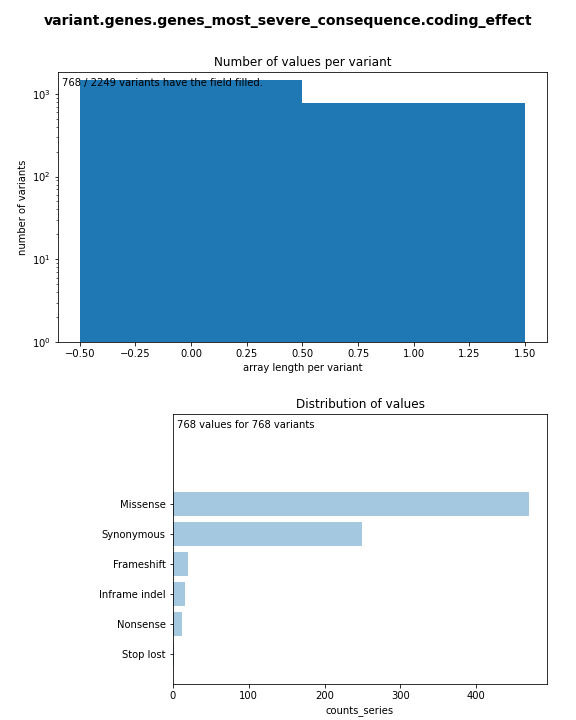 variant.genes.genes_most_severe_consequence.coding_effect
Number of values per variant
768 / 2249 variants have the field filled.
10³
10²
10¹
10⁰
number of variants
−0.50 −0.25 0.00 0.25 0.50 0.75 1.00 1.25 1.50
array length per variant
Distribution of values
768 values for 768 variants
Missense
Synonymous
Frameshift
Inframe indel
Nonsense
Stop lost
0 100 200 300 400
counts_series